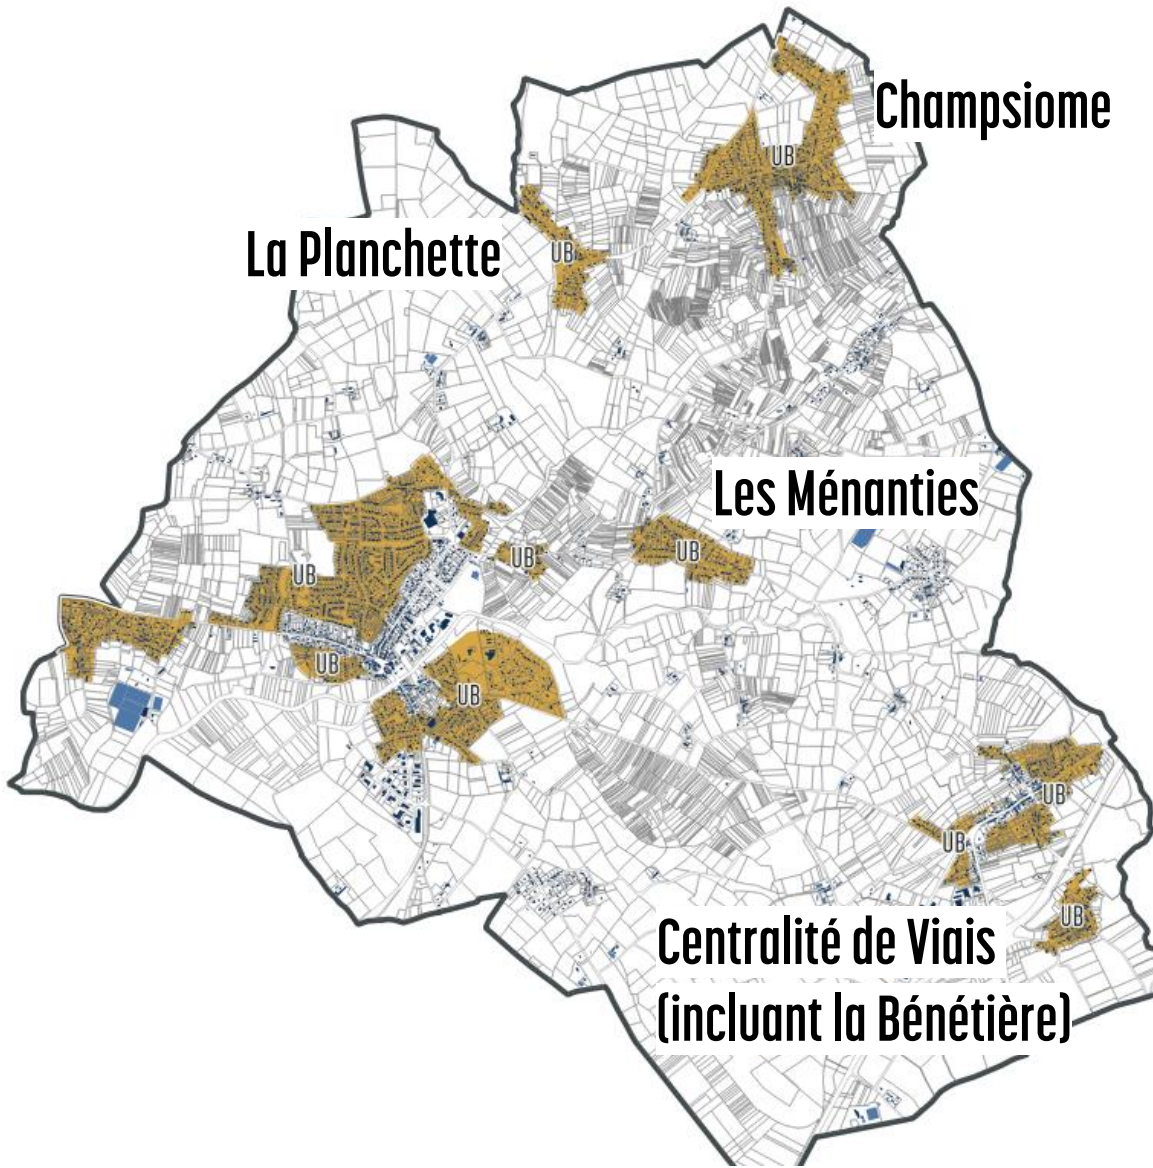 Champsiome
UB
La Planchette
UB
Les Ménanties
UB
UB
UB
UB
UB
UB
UB
UB
Centralité de Viais
(incluant la Bénétière)